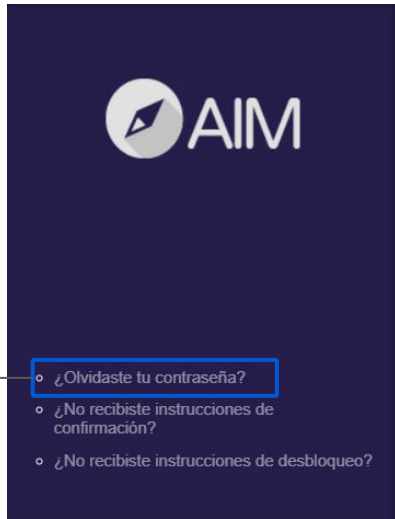 AIM
¿Olvidaste tu contraseña?
¿No recibiste instrucciones de
confirmación?
¿No recibiste instrucciones de desbloqueo?